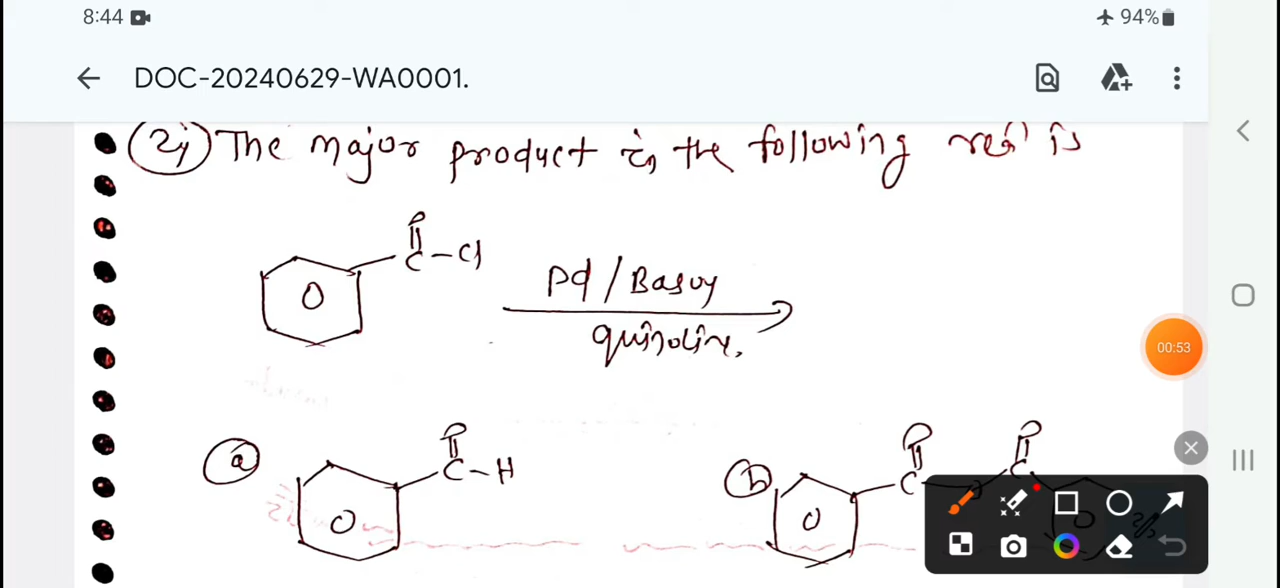 8:44 94%
DOC-20240629-WA0001.
2) The major product in the following rxn is
O
C-Cl
O
Pd/BaSO4
quinoline.
00:53
a
O
C-H
O
b
O
C
O
O
C